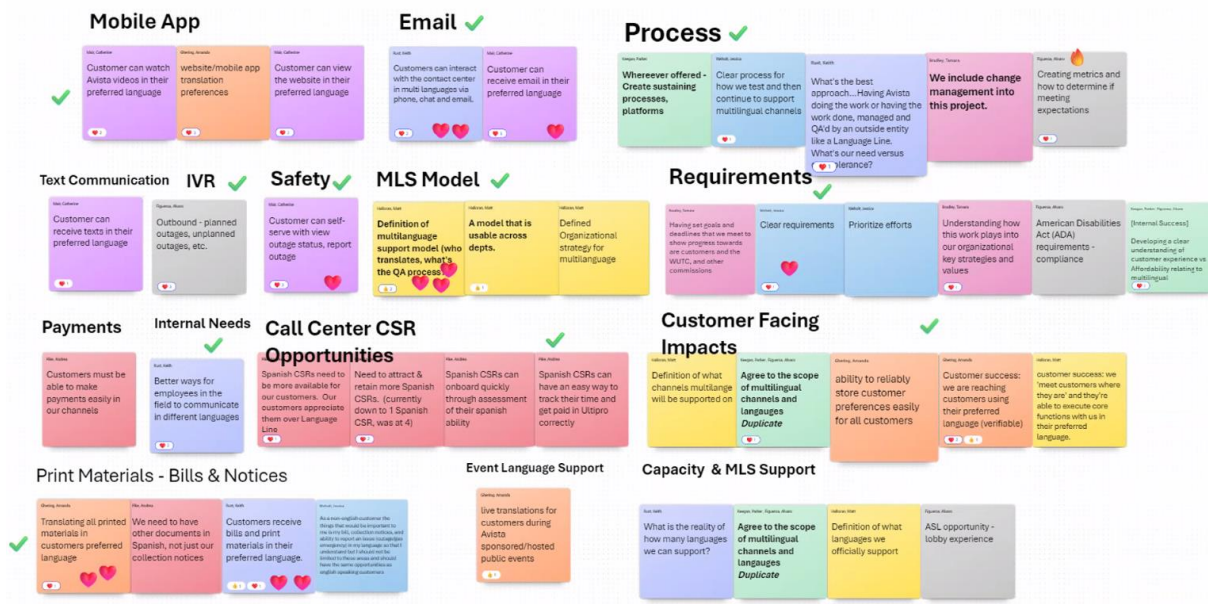 Mobile App
Customer can watch
Avista videos in their
preferred language
website/mobile app
translation
preferences
Customer can view
the website in their
preferred language
Email
Customer can interact
with the contact center
in multi languages via
phone, chat and email.
Customer can
receive email in their
preferred language
Process
Whereever offered -
Create sustaining
processes,
platforms
Clear process for
how we test and then
continue to support
multilingual channels
What's the best
approach...Having Avista
doing the work or having the
work done, managed and
QA'd by an outside entity
like a Language Line.
What's our need versus
We include change
management into
this project.
Creating metrics and
how to determine if
meeting
expectations
Text Communication
Customer can
receive texts in their
preferred language
IVR
Outbound - planned
outages, unplanned
outages, etc.
Safety
Customer can self-
serve with view
outage status, report
outage
MLS Model
Definition of
multilanguage
support model (who
translates, what's
the QA process
A model that is
usable across
depts.
Defined
Organizational
strategy for
multilanguage
Requirements
Having set goals and
deadlines that we meet to
show progress towards
are customers and the
WUTC, and other
commissions
Clear requirements
Prioritize efforts
Understanding how
this work plays into
our organizational
key strategies and
values
American Disabilities
Act (ADA)
requirements -
compliance
[Internal Success]
Developing a clear
understanding of
customer experience vs
Affordability relating to
multilingual
Payments
Customers must be
able to make
payments easily in
our channels
Internal Needs
Better ways for
employees in the
field to communicate
in different languages
Call Center CSR
Opportunities
Spanish CSRs need to
be more available for
our customers. Our
customers appreciate
them over Language
Line
Need to attract &
retain more Spanish
CSRs. (currently
down to 1 Spanish
CSR, was at 4)
Spanish CSRs can
onboard quickly
through assessment
of their spanish
ability
Spanish CSRs can
have an easy way to
track their time and
get paid in Ultipro
correctly
Customer Facing
Impacts
Definition of what
channels multilange
will be supported on
Agree to the scope
of multilingual
channels and
langauges
Duplicate
ability to reliably
store customer
preferences easily
for all customers
Customer success:
we are reaching
customers using
their preferred
language (verifiable)
customer success: we
'meet customers where
they are' and they're
able to execute core
functions with us in
their preferred
language.
Print Materials - Bills & Notices
Translating all printed
materials in
customers preferred
language
We need to have
other documents in
Spanish, not just our
collection notices
Customers receive
bills and print
materials in their
preferred language.
Event Language Support
live translations for
customers during
Avista
sponsored/hosted
public events
Capacity & MLS Support
What is the reality of
how many languages
we can support?
Agree to the scope
of multilingual
channels and
langauges
Duplicate
Definition of what
languages we
officially support
ASL opportunity -
lobby experience